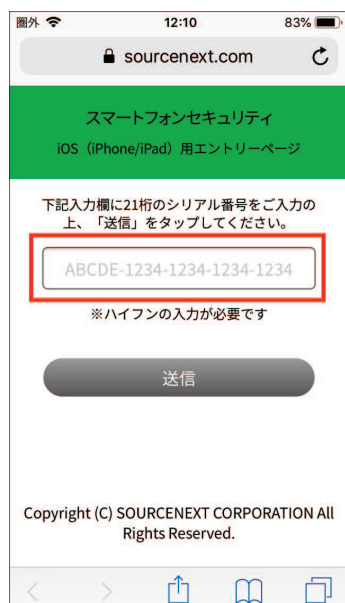 圏外 12:10 83%
sourcenext.com
スマートフォンセキュリティ
iOS（iPhone/iPad）用エントリーページ
下記入力欄に21桁のシリアル番号をご入力の
上、「送信」をタップしてください。
ABCDE-1234-1234-1234-1234
※ハイフンの入力が必要です
送信
Copyright (C) SOURCENEXT CORPORATION All
Rights Reserved.